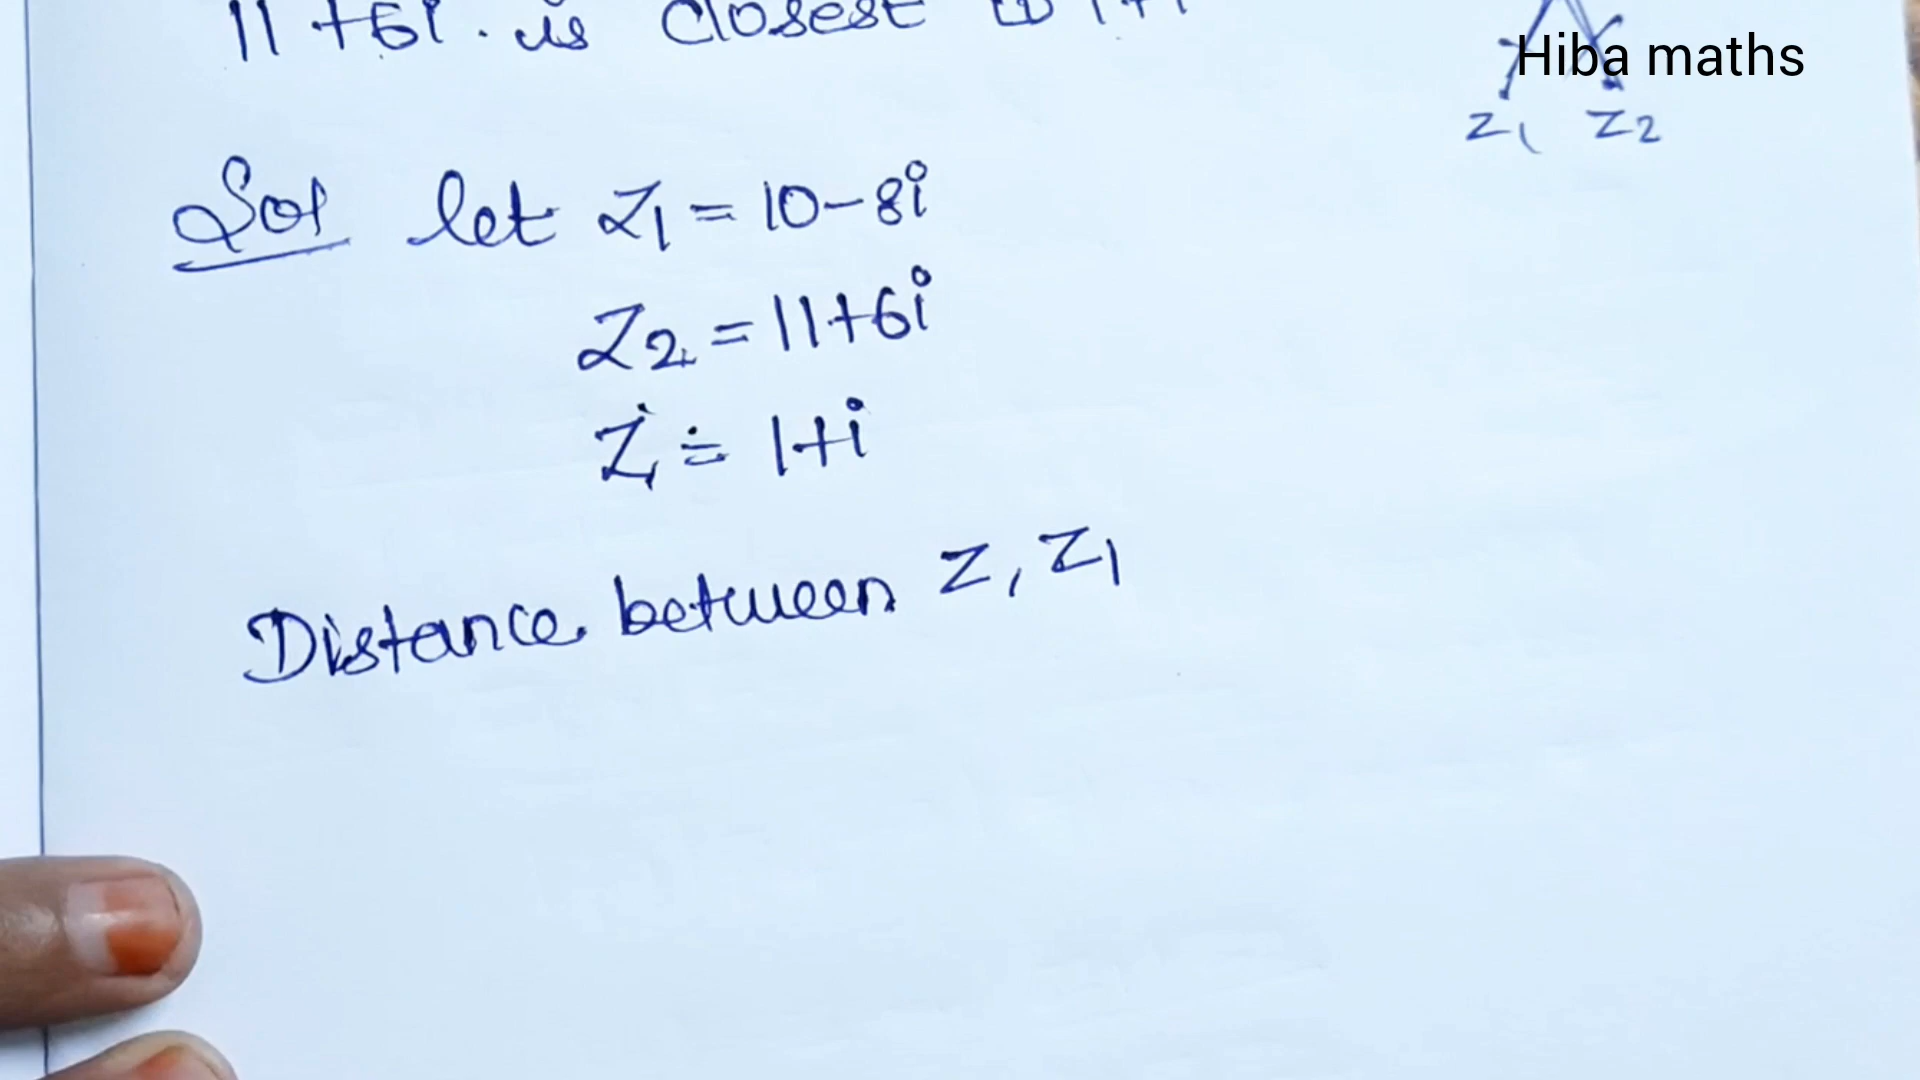 11+6i. is closest to 1+i
Hiba maths
Z1 Z2
Sol let Z1 = 10-8i
Z2 = 11+6i
Z = 1+i
Distance between Z, Z1